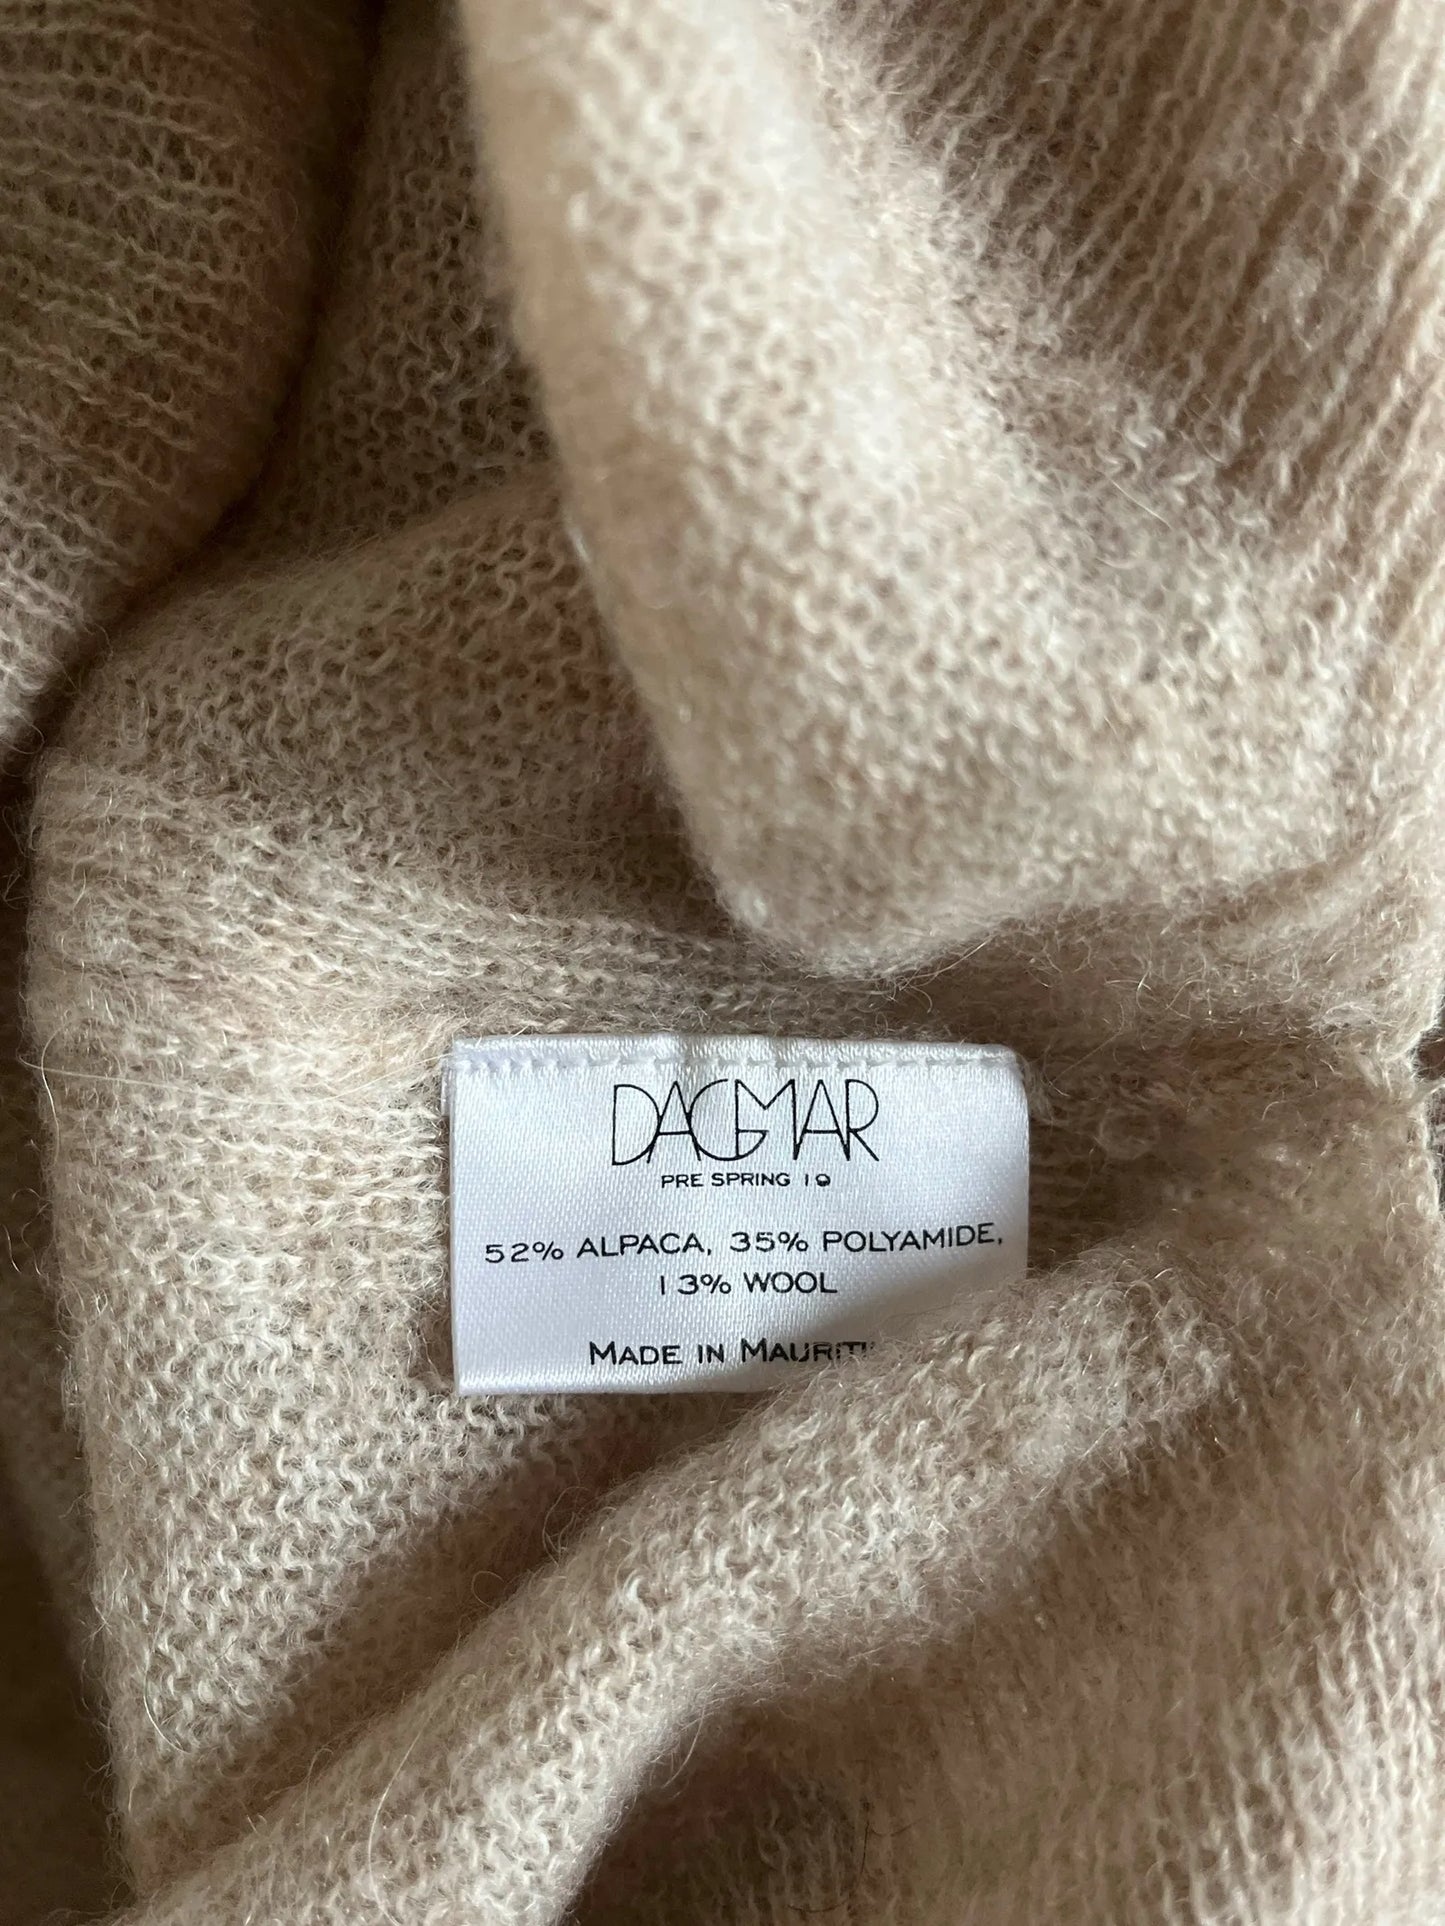 DAGMAR
PRE SPRING 19
52% ALPACA, 35% POLYAMIDE,
13% WOOL
MADE IN